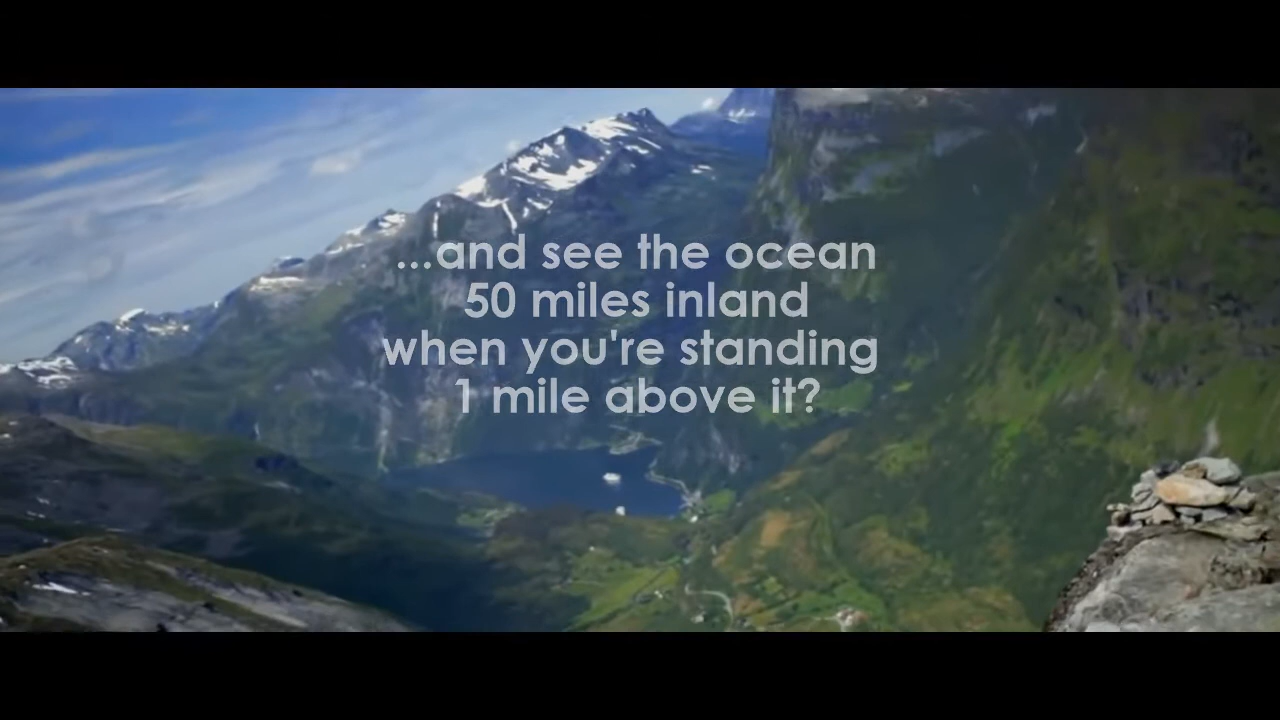 ...and see the ocean
50 miles inland
when you're standing
1 mile above it?